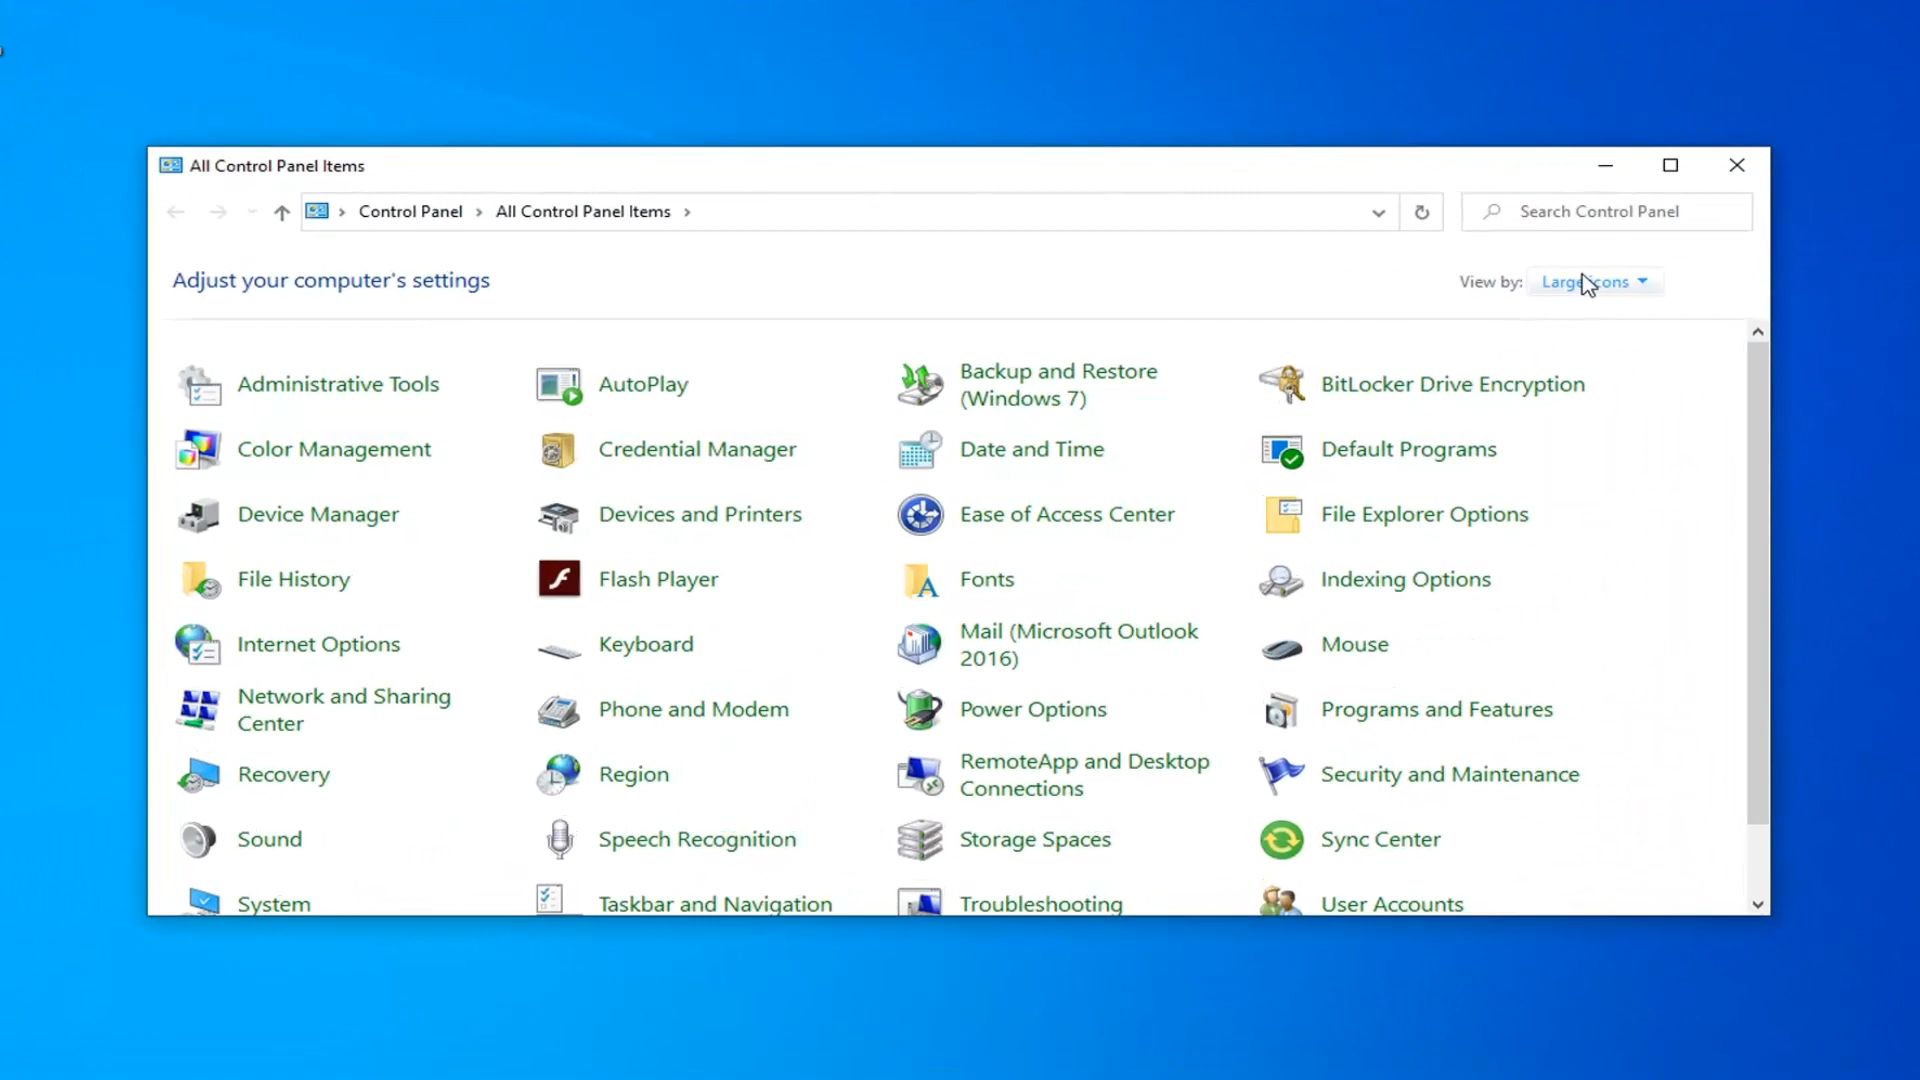 All Control Panel Items
Control Panel All Control Panel Items
Search Control Panel
Adjust your computer's settings
View by: Large icons
Administrative Tools
AutoPlay
Backup and Restore
(Windows 7)
BitLocker Drive Encryption
Color Management
Credential Manager
Date and Time
Default Programs
Device Manager
Devices and Printers
Ease of Access Center
File Explorer Options
File History
Flash Player
Fonts
Indexing Options
Internet Options
Keyboard
Mail (Microsoft Outlook
2016)
Mouse
Network and Sharing
Center
Phone and Modem
Power Options
Programs and Features
Recovery
Region
RemoteApp and Desktop
Connections
Security and Maintenance
Sound
Speech Recognition
Storage Spaces
Sync Center
System
Taskbar and Navigation
Troubleshooting
User Accounts